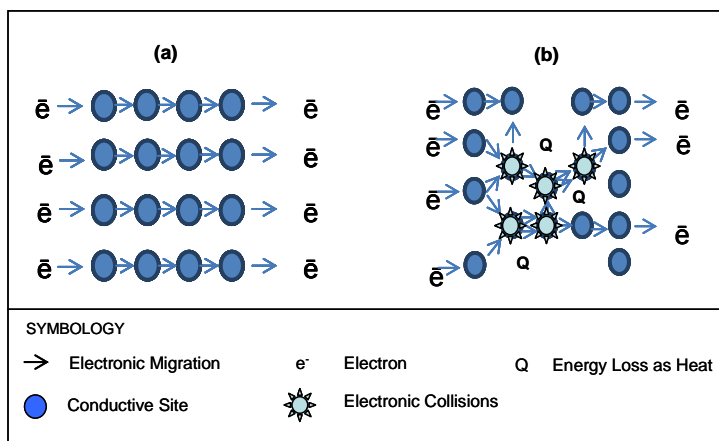 (a) (b)
ē ē ē ē
ē ē ē ē
Q
ē ē ē
Q
ē ē ē
Q
ē
SYMBOLOGY
Electronic Migration e⁻ Electron Q Energy Loss as Heat
Conductive Site Electronic Collisions